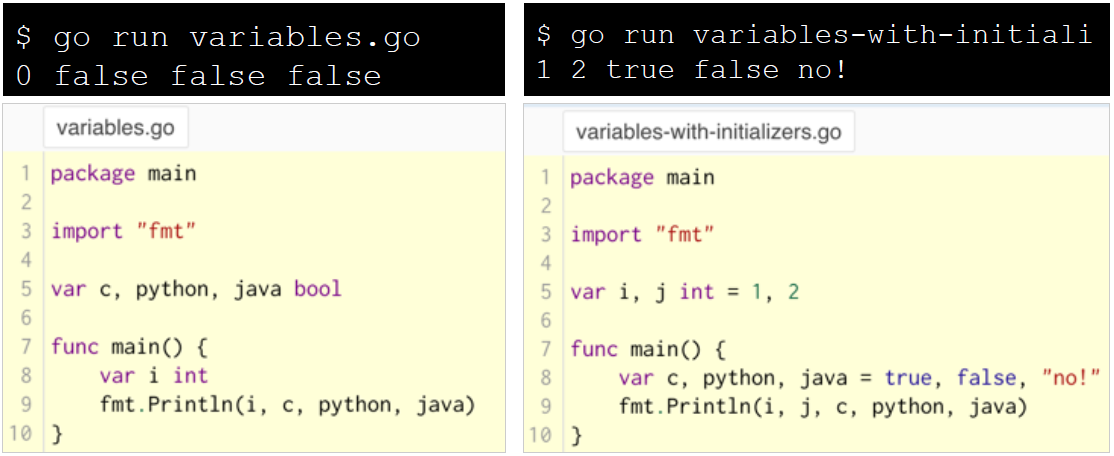 $ go run variables.go
0 false false false
variables.go
1 package main
2
3 import "fmt"
4
5 var c, python, java bool
6
7 func main() {
8     var i int
9     fmt.Println(i, c, python, java)
10 }
$ go run variables-with-initiali
1 2 true false no!
variables-with-initializers.go
1 package main
2
3 import "fmt"
4
5 var i, j int = 1, 2
6
7 func main() {
8     var c, python, java = true, false, "no!"
9     fmt.Println(i, j, c, python, java)
10 }